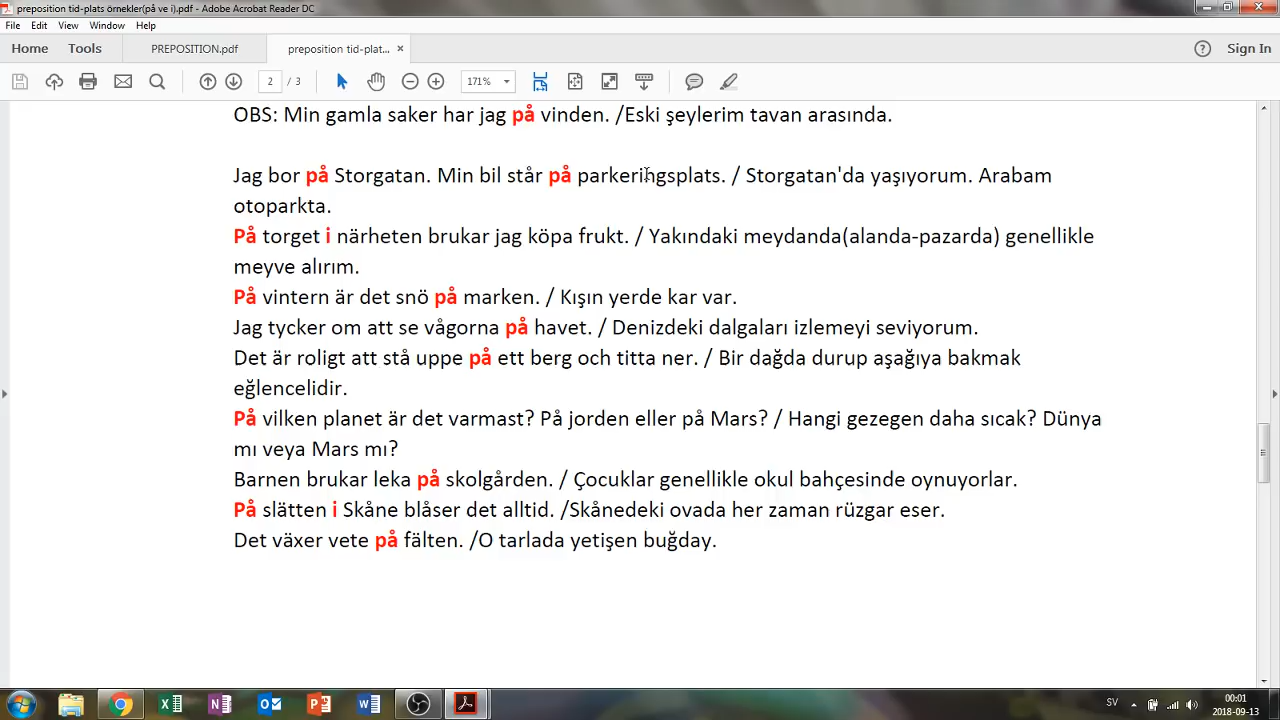 preposition tid-plats örnekler(på ve i).pdf - Adobe Acrobat Reader DC
File Edit View Window Help
Home Tools PREPOSITION.pdf preposition tid-plat... × Sign In
2 / 3 171%
OBS: Min gamla saker har jag på vinden. /Eski şeylerim tavan arasında.
Jag bor på Storgatan. Min bil står på parkeringsplats. / Storgatan'da yaşıyorum. Arabam
otoparkta.
På torget i närheten brukar jag köpa frukt. / Yakındaki meydanda(alanda-pazarda) genellikle
meyve alırım.
På vintern är det snö på marken. / Kışın yerde kar var.
Jag tycker om att se vågorna på havet. / Denizdeki dalgaları izlemeyi seviyorum.
Det är roligt att stå uppe på ett berg och titta ner. / Bir dağda durup aşağıya bakmak
eğlencelidir.
På vilken planet är det varmast? På jorden eller på Mars? / Hangi gezegen daha sıcak? Dünya
mı veya Mars mı?
Barnen brukar leka på skolgården. / Çocuklar genellikle okul bahçesinde oynuyorlar.
På slätten i Skåne blåser det alltid. /Skånedeki ovada her zaman rüzgar eser.
Det växer vete på fälten. /O tarlada yetişen buğday.
SV 00:01
2018-09-13